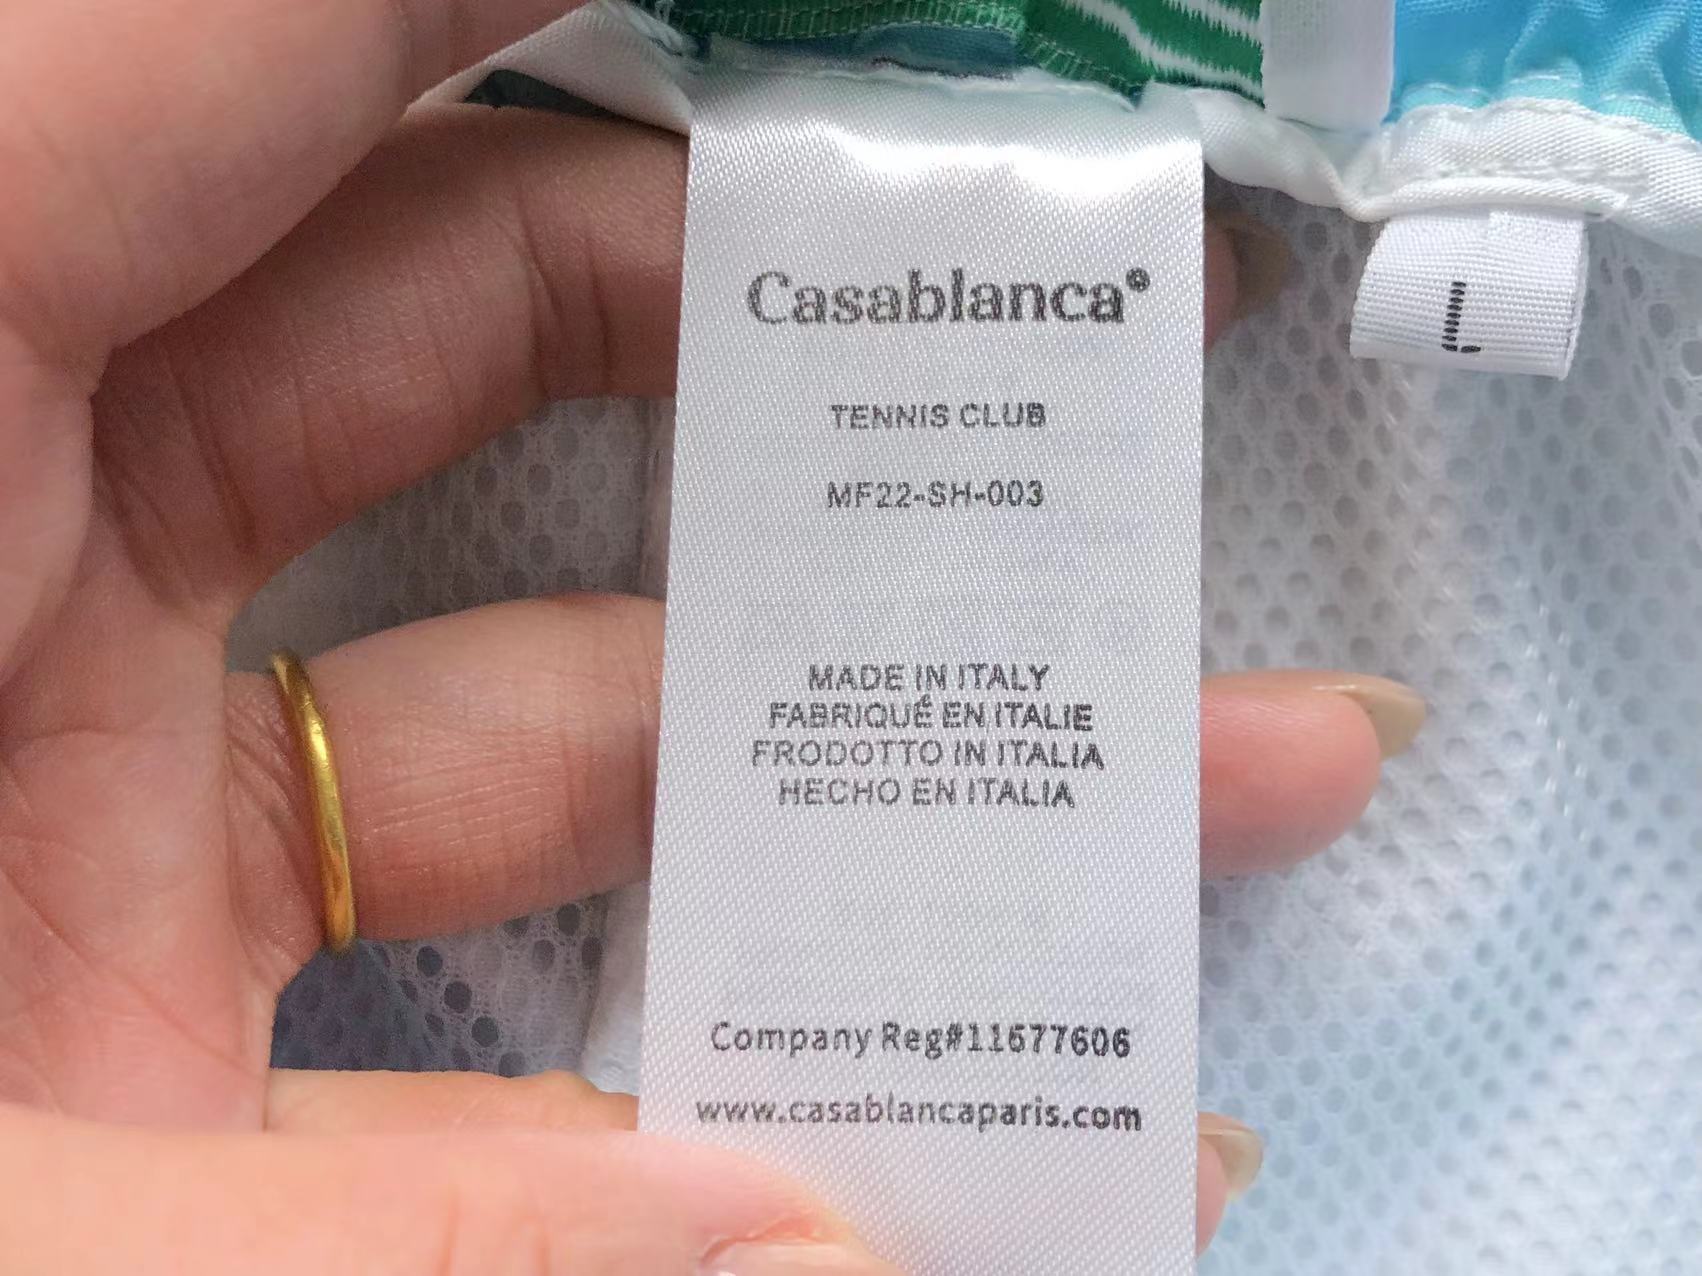 Casablanca®
TENNIS CLUB
MF22-SH-003
MADE IN ITALY
FABRIQUÉ EN ITALIE
FRODOTTO IN ITALIA
HECHO EN ITALIA
Company Reg#11677606
www.casablancaparis.com
L